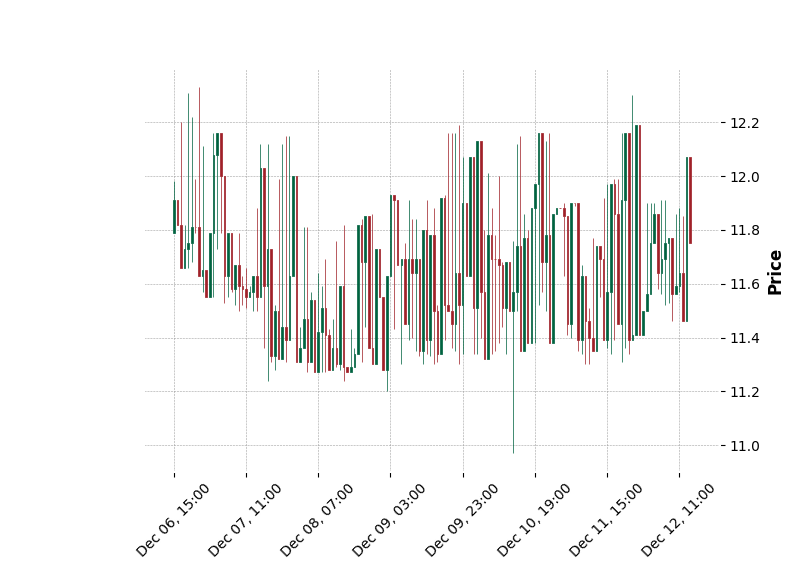 12.2
12.0
11.8
11.6
11.4
11.2
11.0
Price
Dec 06, 15:00
Dec 07, 11:00
Dec 08, 07:00
Dec 09, 03:00
Dec 09, 23:00
Dec 10, 19:00
Dec 11, 15:00
Dec 12, 11:00